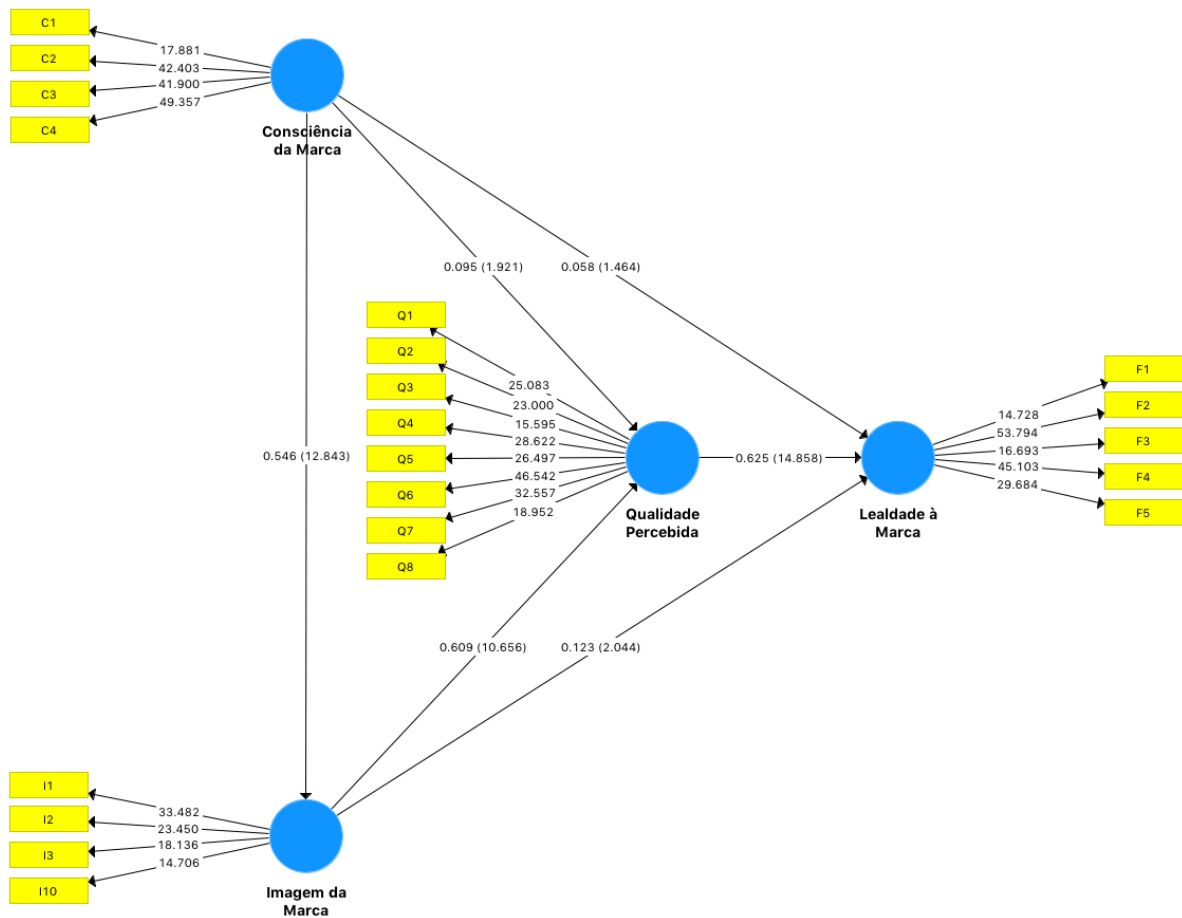 C1
C2
C3
C4
17.881
42.403
41.900
49.357
Consciência
da Marca
0.095 (1.921)
0.058 (1.464)
0.546 (12.843)
Q1
Q2
Q3
Q4
Q5
Q6
Q7
Q8
25.083
23.000
15.595
28.622
26.497
46.542
32.557
18.952
Qualidade
Percebida
0.625 (14.858)
Lealdade à
Marca
14.728
53.794
16.693
45.103
29.684
F1
F2
F3
F4
F5
0.609 (10.656)
0.123 (2.044)
I1
I2
I3
I10
33.482
23.450
18.136
14.706
Imagem da
Marca